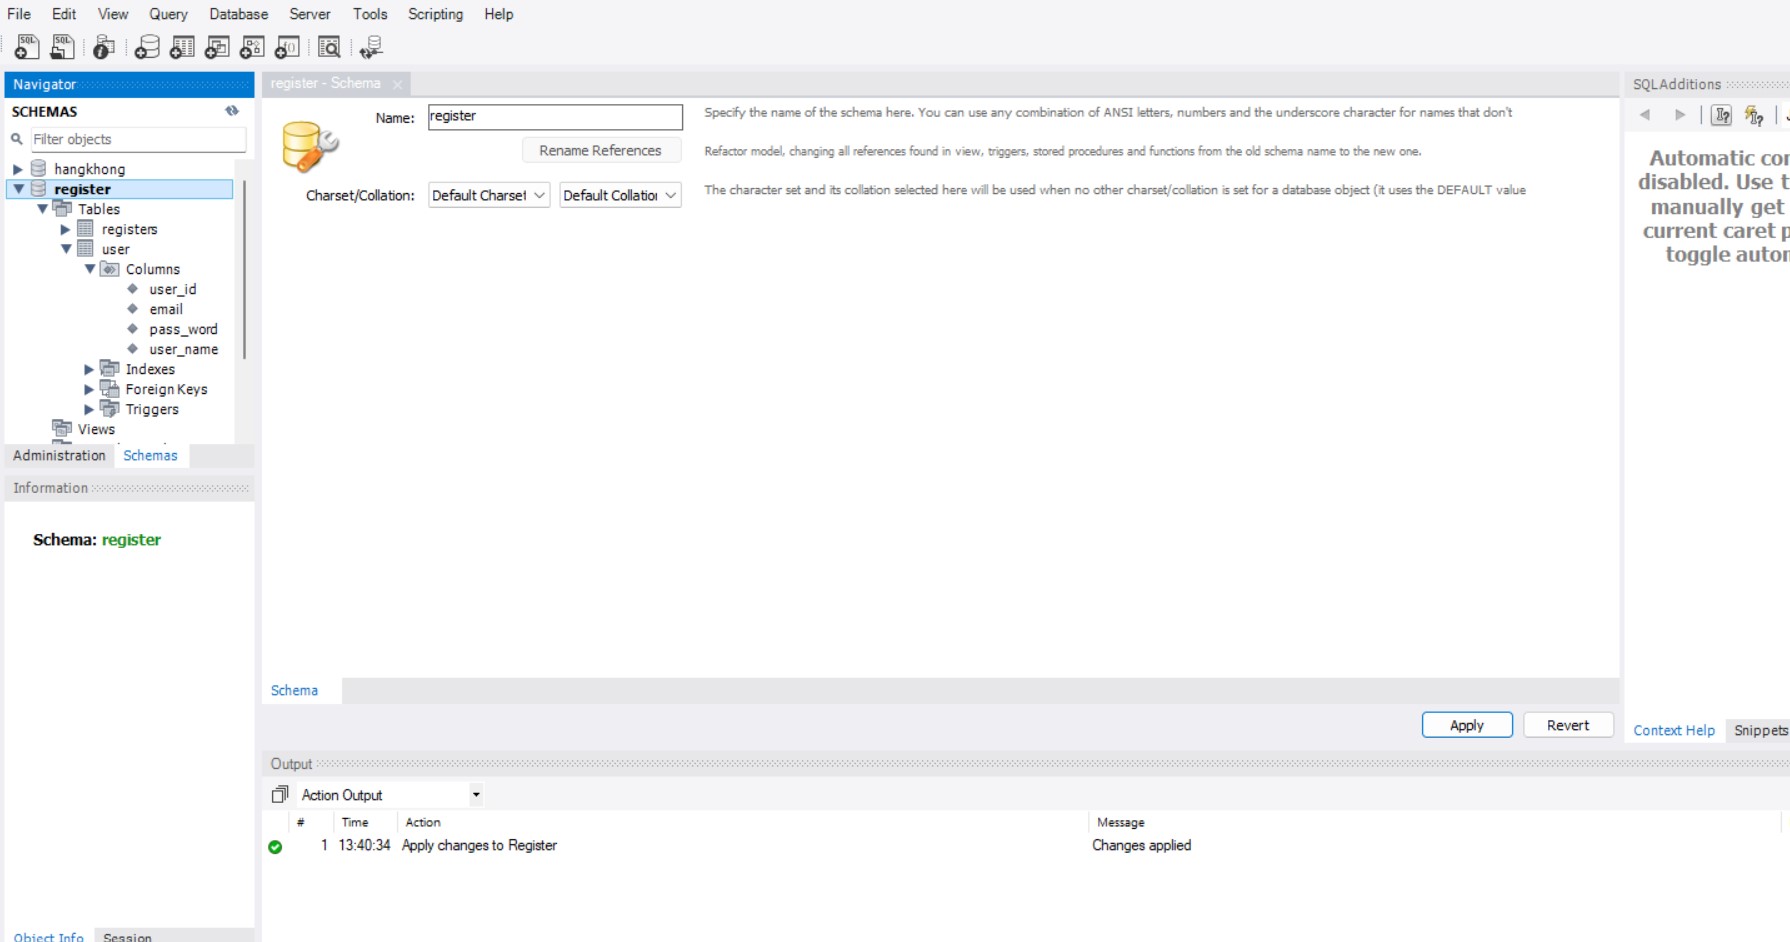 File Edit View Query Database Server Tools Scripting Help
Navigator
SCHEMAS
Filter objects
hangkhong
register
Tables
registers
user
Columns
user_id
email
pass_word
user_name
Indexes
Foreign Keys
Triggers
Views
Administration Schemas
Information
Schema: register
Object Info Session
register - Schema
Name: register
Specify the name of the schema here. You can use any combination of ANSI letters, numbers and the underscore character for names that don't
Rename References
Refactor model, changing all references found in view, triggers, stored procedures and functions from the old schema name to the new one.
Charset/Collation: Default Charset Default Collation
The character set and its collation selected here will be used when no other charset/collation is set for a database object (it uses the DEFAULT value
Schema
Apply Revert
Output
Action Output
# Time Action Message
1 13:40:34 Apply changes to Register Changes applied
SQLAdditions
Automatic
disabled. Use
manually get
current caret
toggle
Context Help Snippets